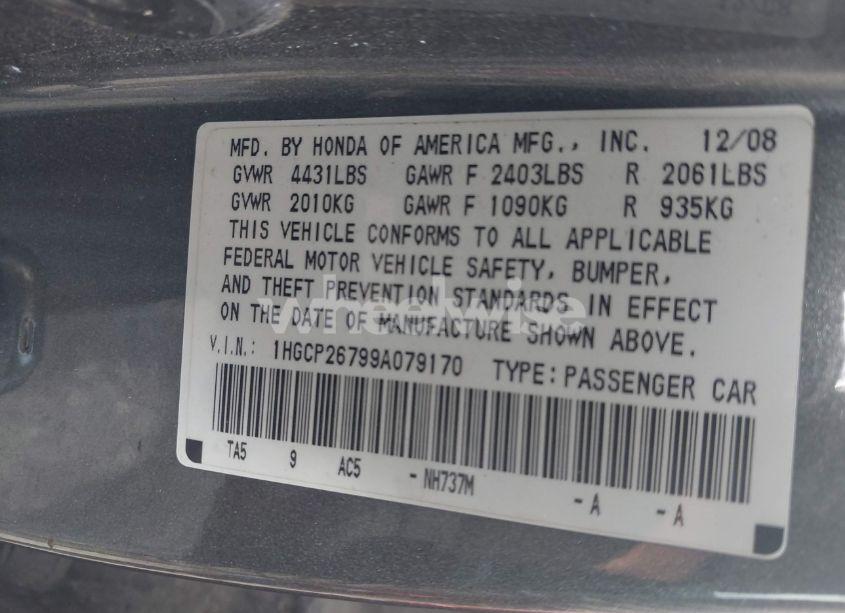 MFD. BY HONDA OF AMERICA MFG., INC. 12/08
GVWR 4431LBS GAWR F 2403LBS R 2061LBS
GVWR 2010KG GAWR F 1090KG R 935KG
THIS VEHICLE CONFORMS TO ALL APPLICABLE
FEDERAL MOTOR VEHICLE SAFETY, BUMPER,
AND THEFT PREVENTION STANDARDS IN EFFECT
ON THE DATE OF MANUFACTURE SHOWN ABOVE.
wheelwise
V.I.N.: 1HGCP26799A079170 TYPE: PASSENGER CAR
TA5 9 AC5 - NH737M - A - A